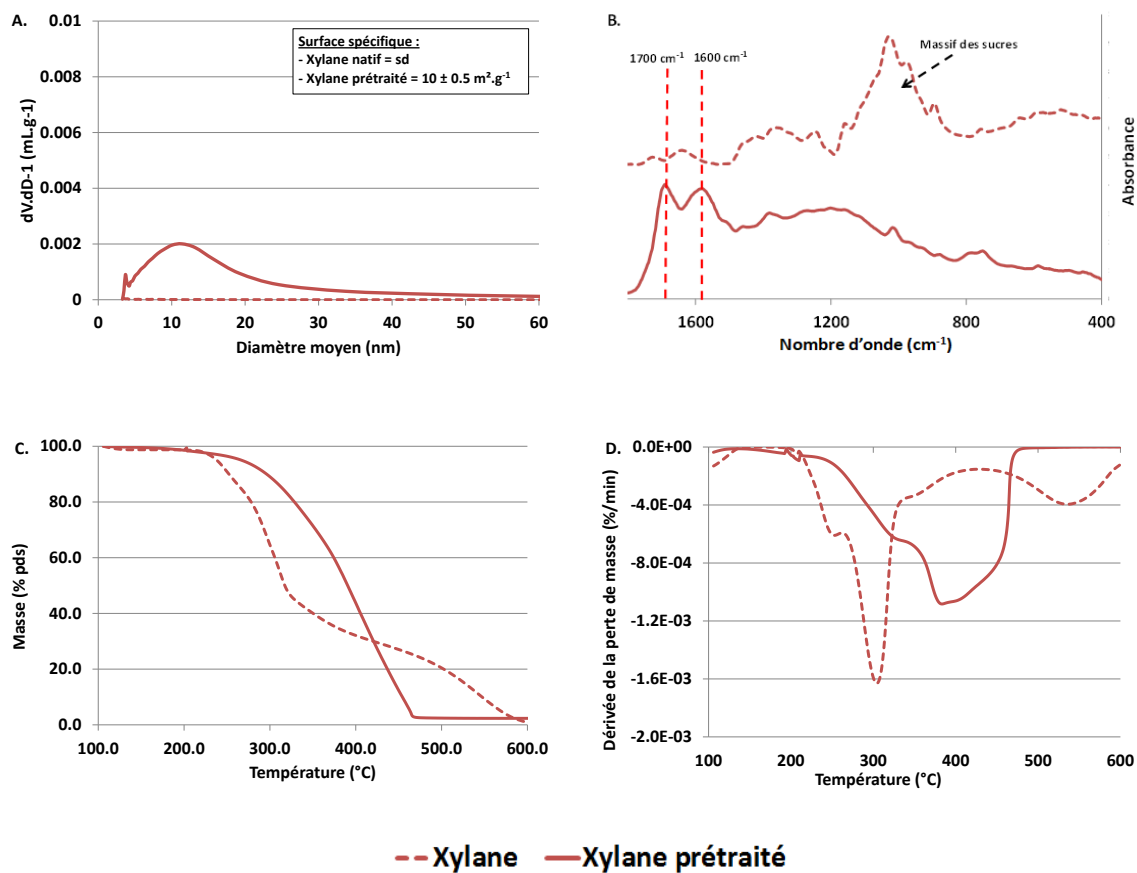 A.
0.01
0.008
0.006
0.004
0.002
0
0 10 20 30 40 50 60
dV.dD-1 (mL.g-1)
Diamètre moyen (nm)
Surface spécifique :
- Xylane natif = sd
- Xylane prétraité = 10 ± 0.5 m².g⁻¹
B.
1700 cm⁻¹ 1600 cm⁻¹
Massif des sucres
Absorbance
1600 1200 800 400
Nombre d'onde (cm⁻¹)
C.
100.0
80.0
60.0
40.0
20.0
0.0
100.0 200.0 300.0 400.0 500.0 600.0
Masse (% pds)
Température (°C)
D.
0.0E+00
-4.0E-04
-8.0E-04
-1.2E-03
-1.6E-03
-2.0E-03
100 200 300 400 500 600
Dérivée de la perte de masse (%/min)
Température (°C)
Xylane Xylane prétraité